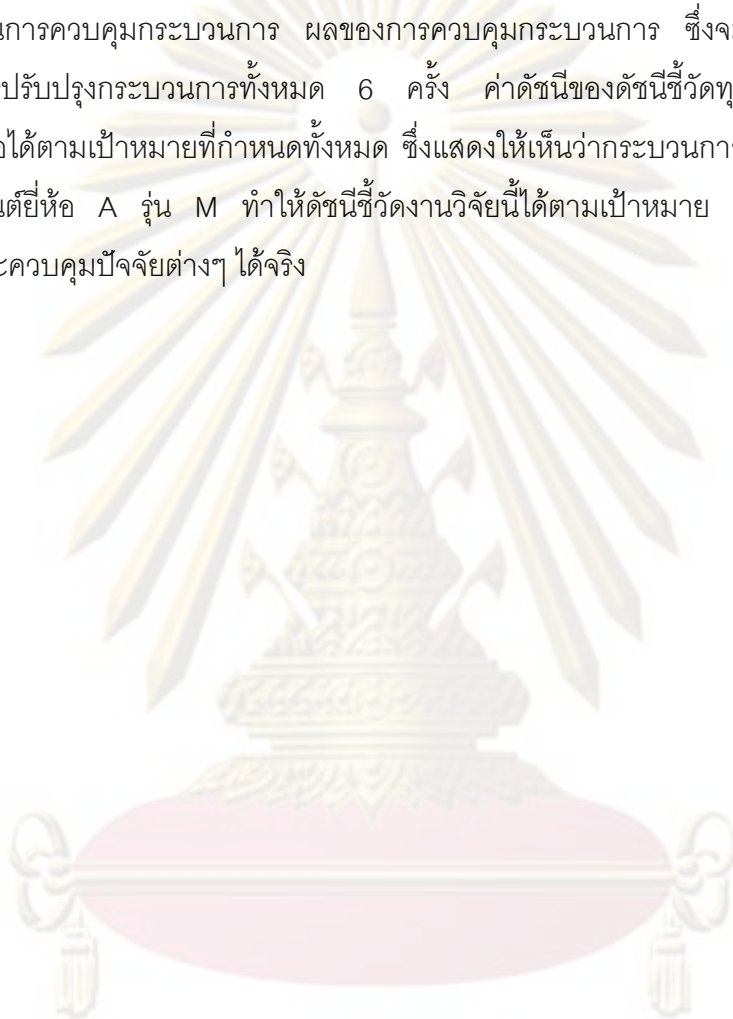 นการควบคุมกระบวนการ ผลของการควบคุมกระบวนการ ซึ่งจะ
ปรับปรุงกระบวนการทั้งหมด 6 ครั้ง ค่าดัชนีของดัชนีชี้วัดทุ
ได้ตามเป้าหมายที่กำหนดทั้งหมด ซึ่งแสดงให้เห็นว่ากระบวนการ
นต์ยี่ห้อ A รุ่น M ทำให้ดัชนีชี้วัดงานวิจัยนี้ได้ตามเป้าหมาย
ะควบคุมปัจจัยต่างๆ ได้จริง